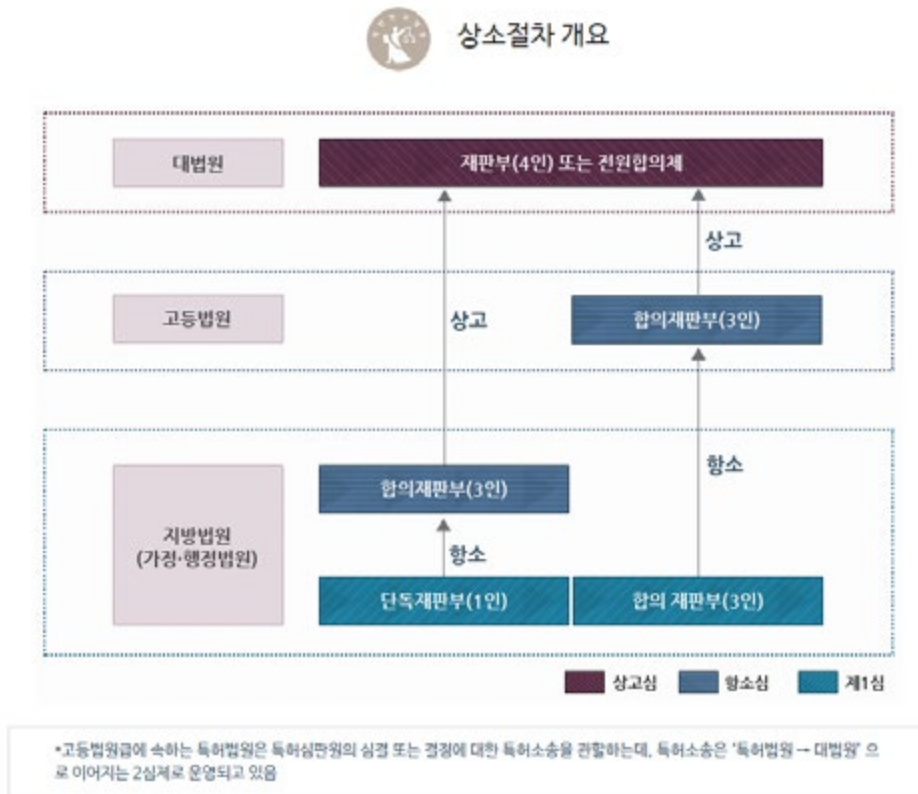 상소절차 개요
대법원
재판부(4인) 또는 전원합의체
상고
고등법원
상고
합의재판부(3인)
항소
합의재판부(3인)
지방법원
(가정·행정법원)
항소
단독재판부(1인)
합의 재판부(3인)
상고심
항소심
제1심
*고등법원급에 속하는 특허법원은 특허심판원의 심결 또는 결정에 대한 특허소송을 관할하는데, 특허소송은 '특허법원 → 대법원' 으
로 이어지는 2심제로 운영되고 있음